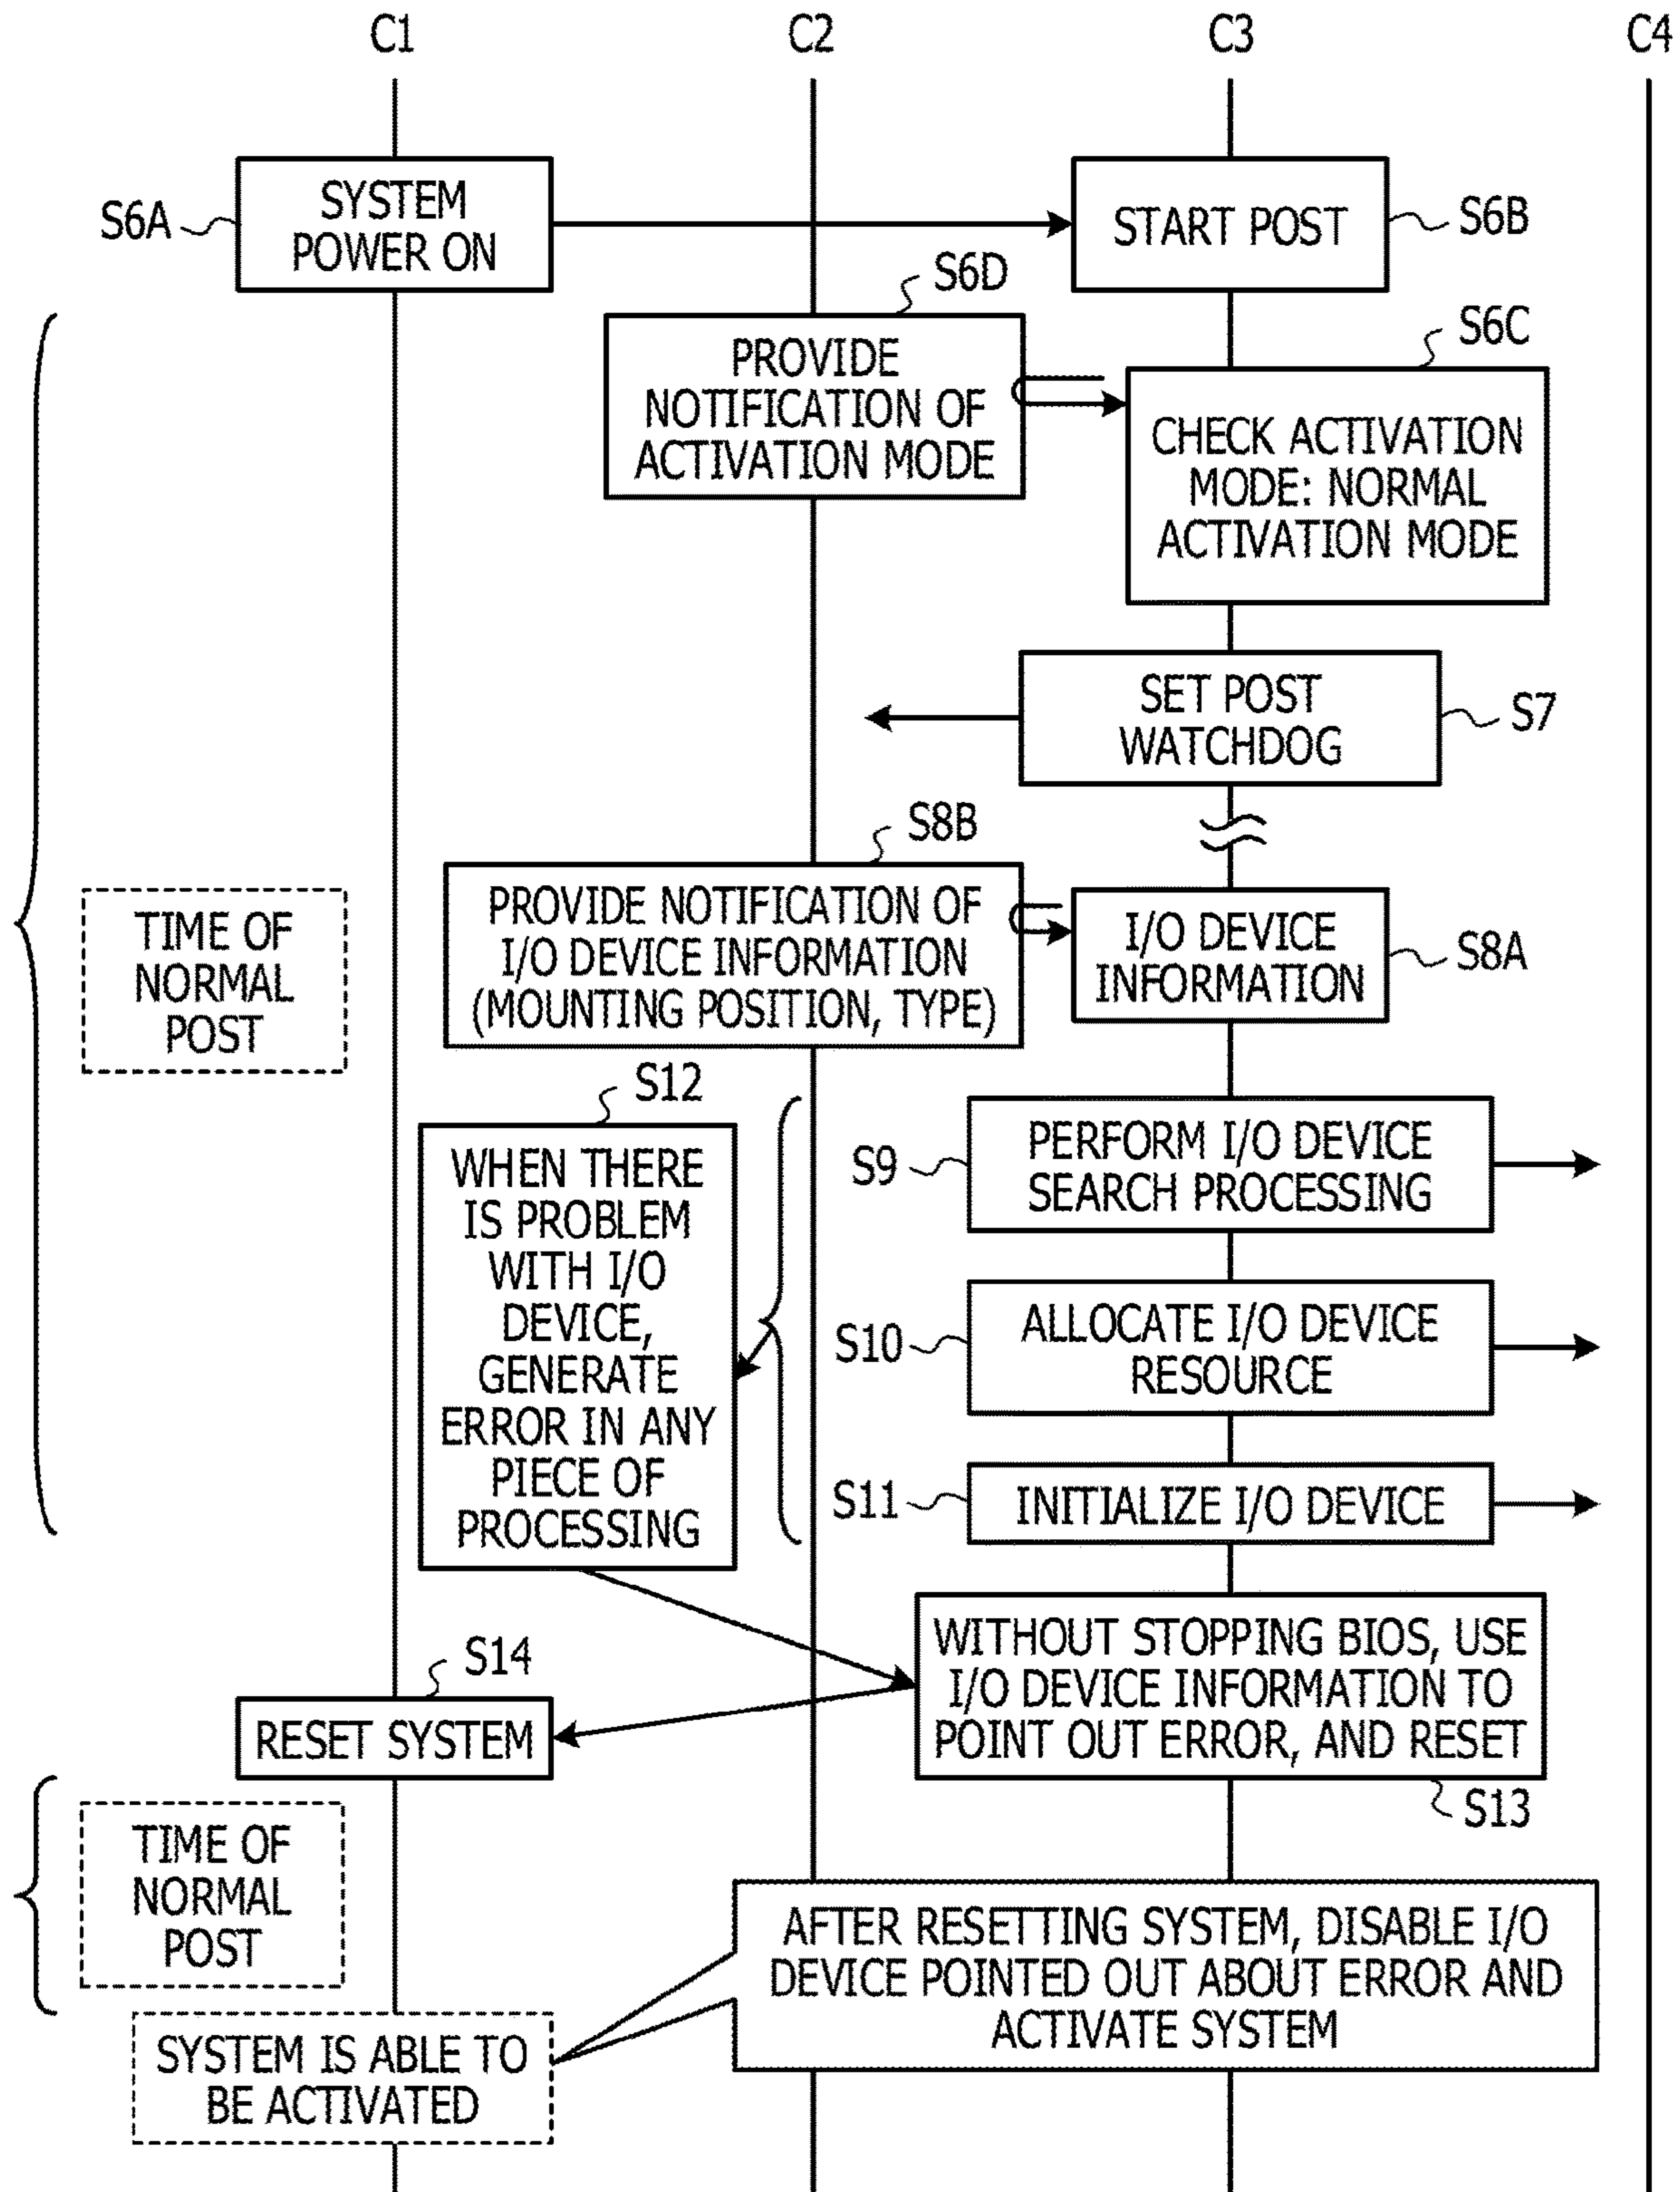 C1
C2
C3
C4
SYSTEM
POWER ON
S6A
START POST
S6B
S6D
PROVIDE
NOTIFICATION OF
ACTIVATION MODE
S6C
CHECK ACTIVATION
MODE: NORMAL
ACTIVATION MODE
SET POST
WATCHDOG
S7
S8B
PROVIDE NOTIFICATION OF
I/O DEVICE INFORMATION
(MOUNTING POSITION, TYPE)
I/O DEVICE
INFORMATION
S8A
TIME OF
NORMAL
POST
S12
WHEN THERE
IS PROBLEM
WITH I/O
DEVICE,
GENERATE
ERROR IN ANY
PIECE OF
PROCESSING
S9
PERFORM I/O DEVICE
SEARCH PROCESSING
S10
ALLOCATE I/O DEVICE
RESOURCE
S11
INITIALIZE I/O DEVICE
WITHOUT STOPPING BIOS, USE
I/O DEVICE INFORMATION TO
POINT OUT ERROR, AND RESET
S13
S14
RESET SYSTEM
TIME OF
NORMAL
POST
AFTER RESETTING SYSTEM, DISABLE I/O
DEVICE POINTED OUT ABOUT ERROR AND
ACTIVATE SYSTEM
SYSTEM IS ABLE TO
BE ACTIVATED